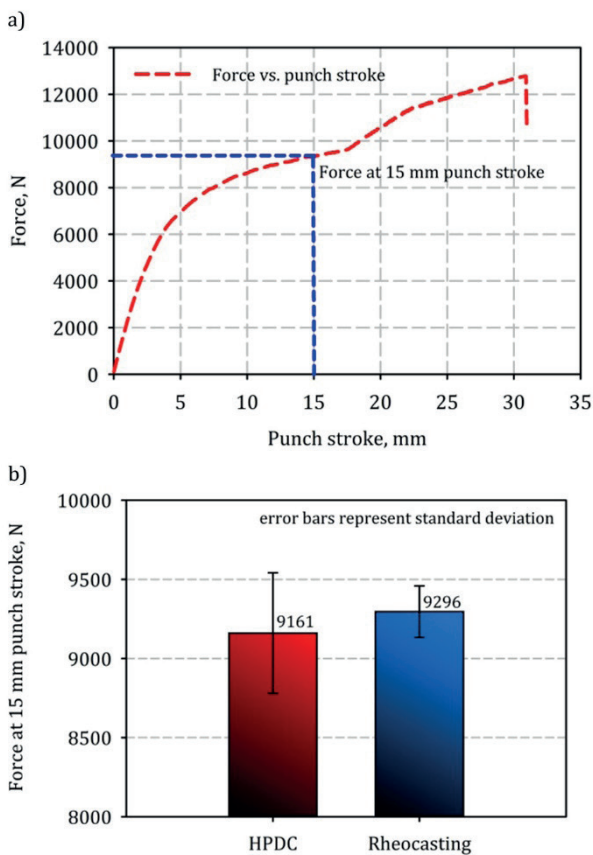 a)
14000
12000
10000
8000
6000
4000
2000
0
Force, N
Force vs. punch stroke
Force at 15 mm punch stroke
0 5 10 15 20 25 30 35
Punch stroke, mm
b)
10000
9500
9000
8500
8000
Force at 15 mm punch stroke, N
error bars represent standard deviation
9161
9296
HPDC Rheocasting